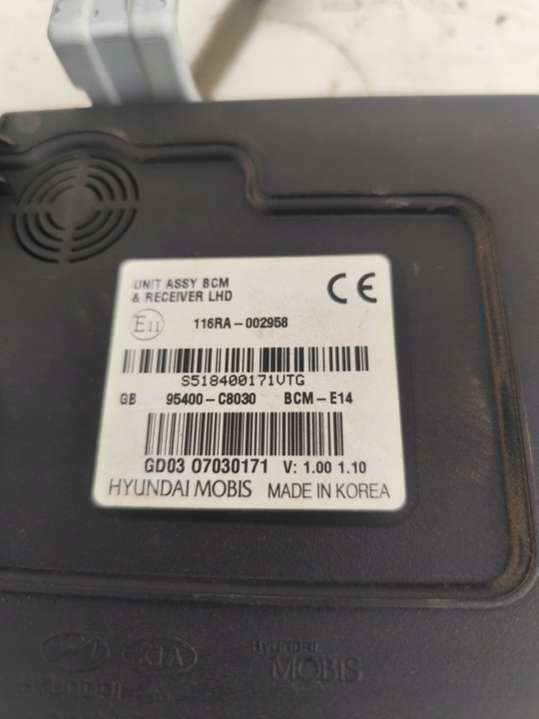 UNIT ASSY BCM
& RECEIVER LHD
CE
E11
116RA-002958
S518400171VTG
GB 95400-C8030 BCM-E14
GD03 07030171 V: 1.00 1.10
HYUNDAI MOBIS MADE IN KOREA
KIA
HYUNDAI
MOBIS